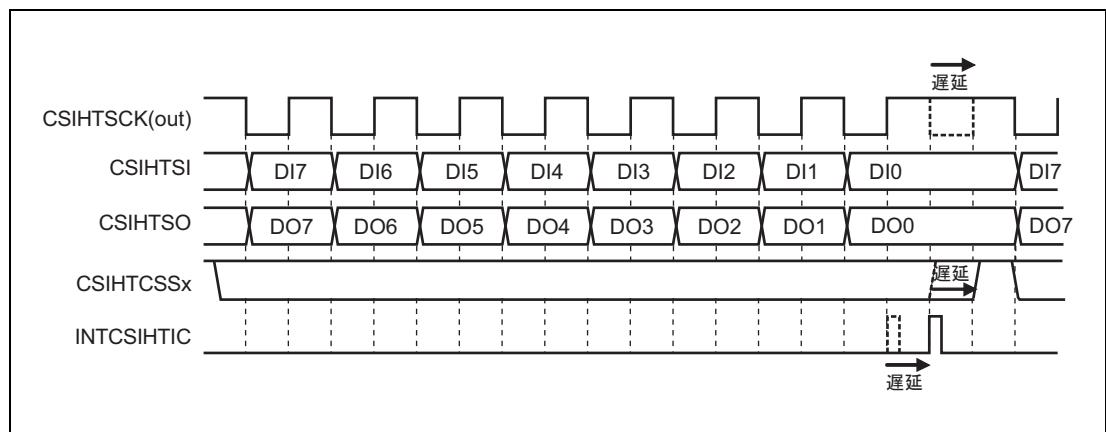 遅延
CSIHTSCK(out)
CSIHTSI DI7 DI6 DI5 DI4 DI3 DI2 DI1 DI0 DI7
CSIHTSO DO7 DO6 DO5 DO4 DO3 DO2 DO1 DO0 DO7
CSIHTCSSx 遅延
INTCSIHTIC
遅延